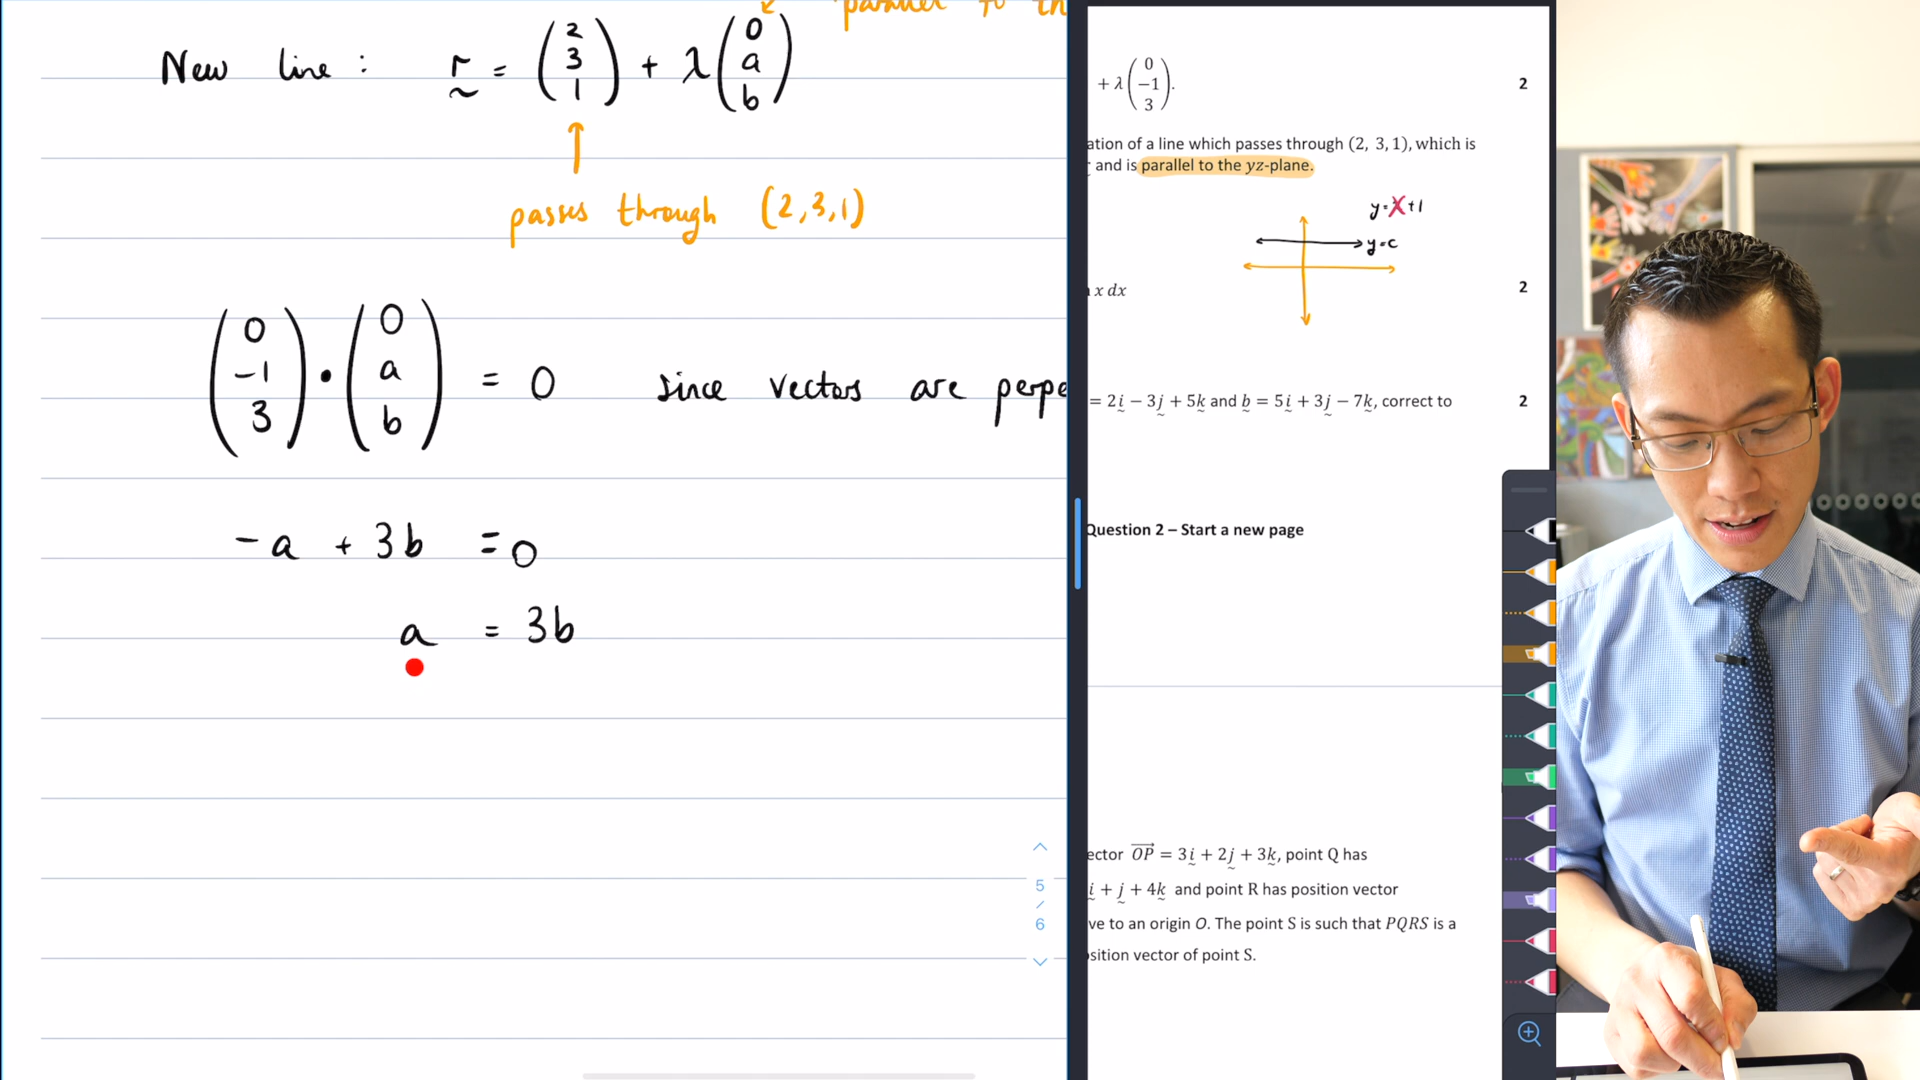 parallel to th
New line : r = (2 3 1) + λ (0 a b)
passes through (2,3,1)
(0 -1 3) • (0 a b) = 0 since vectors are perpe
-a + 3b = 0
a = 3b
5
/
6
+ λ (0 −1 3). 2
ation of a line which passes through (2, 3, 1), which is
and is parallel to the yz-plane.
y=x+1
y=c
x dx 2
= 2i − 3j + 5k and b = 5i + 3j − 7k, correct to 2
Question 2 – Start a new page
ector OP = 3i + 2j + 3k, point Q has
i + j + 4k and point R has position vector
ve to an origin O. The point S is such that PQRS is a
sition vector of point S.